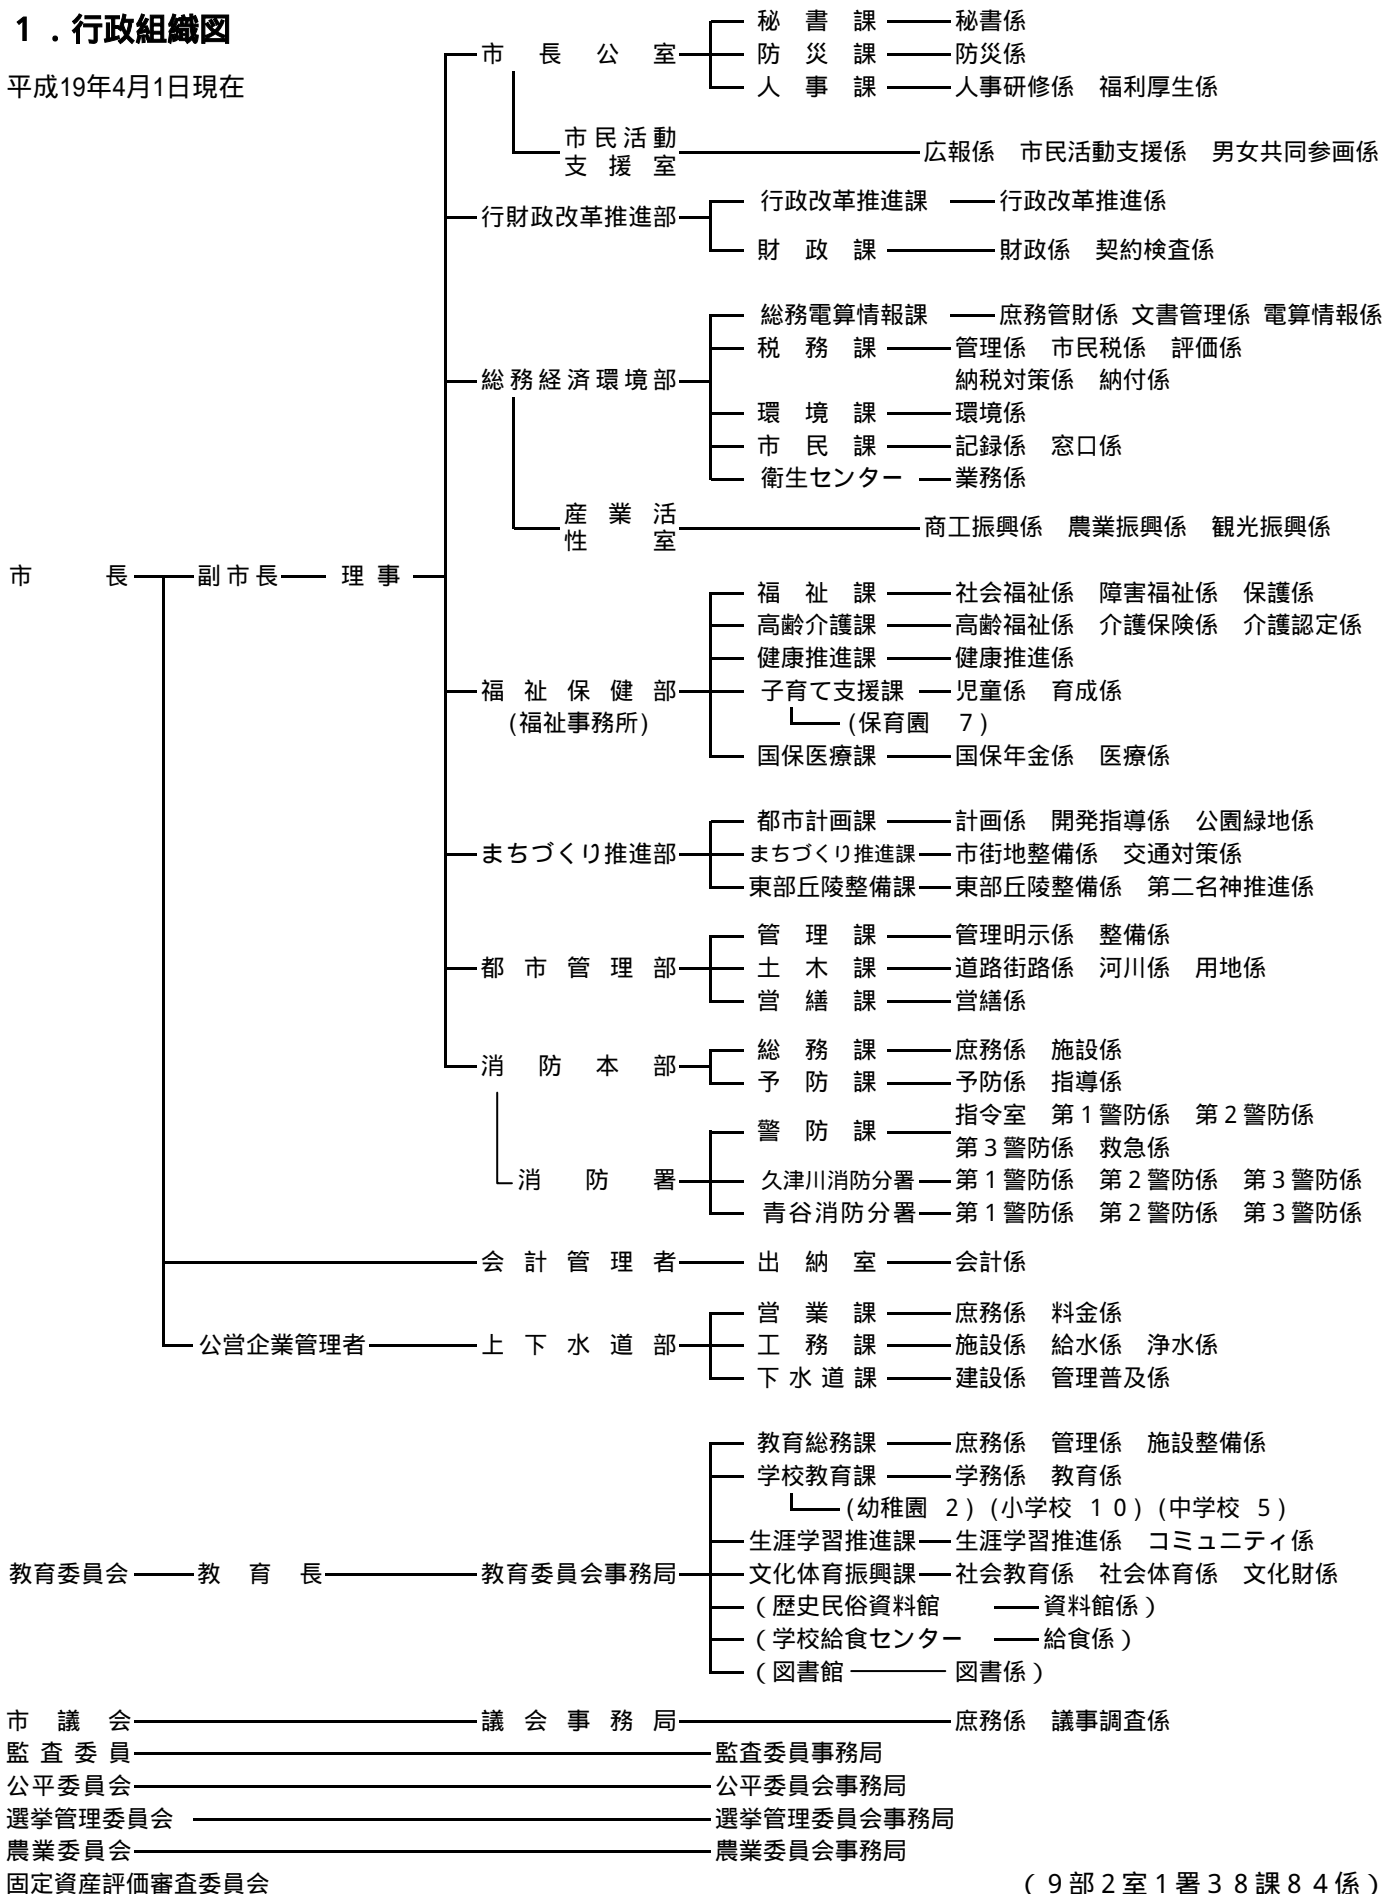 1．行政組織図
平成19年4月1日現在
市長公室
秘書課 秘書係
防災課 防災係
人事課 人事研修係 福利厚生係
市民活動
支援室
広報係 市民活動支援係 男女共同参画係
行財政改革推進部
行政改革推進課 行政改革推進係
財政課 財政係 契約検査係
総務経済環境部
総務電算情報課 庶務管財係 文書管理係 電算情報係
税務課 管理係 市民税係 評価係
納税対策係 納付係
環境課 環境係
市民課 記録係 窓口係
衛生センター 業務係
産業活
性室
商工振興係 農業振興係 観光振興係
市長 副市長 理事
福祉保健部
(福祉事務所)
福祉課 社会福祉係 障害福祉係 保護係
高齢介護課 高齢福祉係 介護保険係 介護認定係
健康推進課 健康推進係
子育て支援課 児童係 育成係
(保育園 7)
国保医療課 国保年金係 医療係
まちづくり推進部
都市計画課 計画係 開発指導係 公園緑地係
まちづくり推進課 市街地整備係 交通対策係
東部丘陵整備課 東部丘陵整備係 第二名神推進係
都市管理部
管理課 管理明示係 整備係
土木課 道路街路係 河川係 用地係
営繕課 営繕係
消防本部
総務課 庶務係 施設係
予防課 予防係 指導係
消防署
警防課 指令室 第1警防係 第2警防係
第3警防係 救急係
久津川消防分署 第1警防係 第2警防係 第3警防係
青谷消防分署 第1警防係 第2警防係 第3警防係
会計管理者 出納室 会計係
公営企業管理者 上下水道部
営業課 庶務係 料金係
工務課 施設係 給水係 浄水係
下水道課 建設係 管理普及係
教育委員会 教育長 教育委員会事務局
教育総務課 庶務係 管理係 施設整備係
学校教育課 学務係 教育係
(幼稚園 2) (小学校 10) (中学校 5)
生涯学習推進課 生涯学習推進係 コミュニティ係
文化体育振興課 社会教育係 社会体育係 文化財係
(歴史民俗資料館 資料館係)
(学校給食センター 給食係)
(図書館 図書係)
市議会 議会事務局 庶務係 議事調査係
監査委員 監査委員事務局
公平委員会 公平委員会事務局
選挙管理委員会 選挙管理委員会事務局
農業委員会 農業委員会事務局
固定資産評価審査委員会
(9部2室1署38課84係)